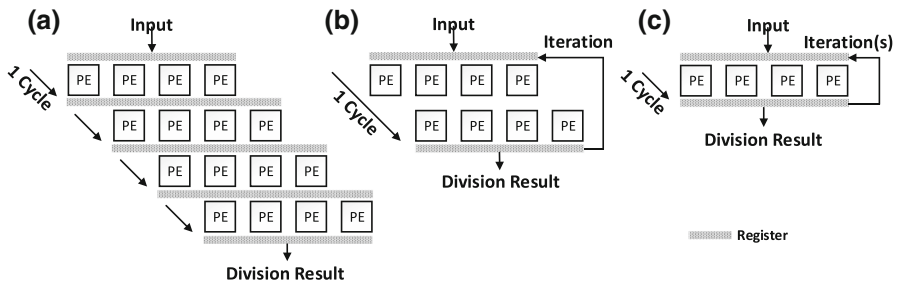 (a)
Input
1 Cycle
PE PE PE PE
PE PE PE PE
PE PE PE PE
PE PE PE PE
Division Result
(b)
Input
Iteration
1 Cycle
PE PE PE PE
PE PE PE PE
Division Result
(c)
Input
Iteration(s)
1 Cycle
PE PE PE PE
Division Result
Register